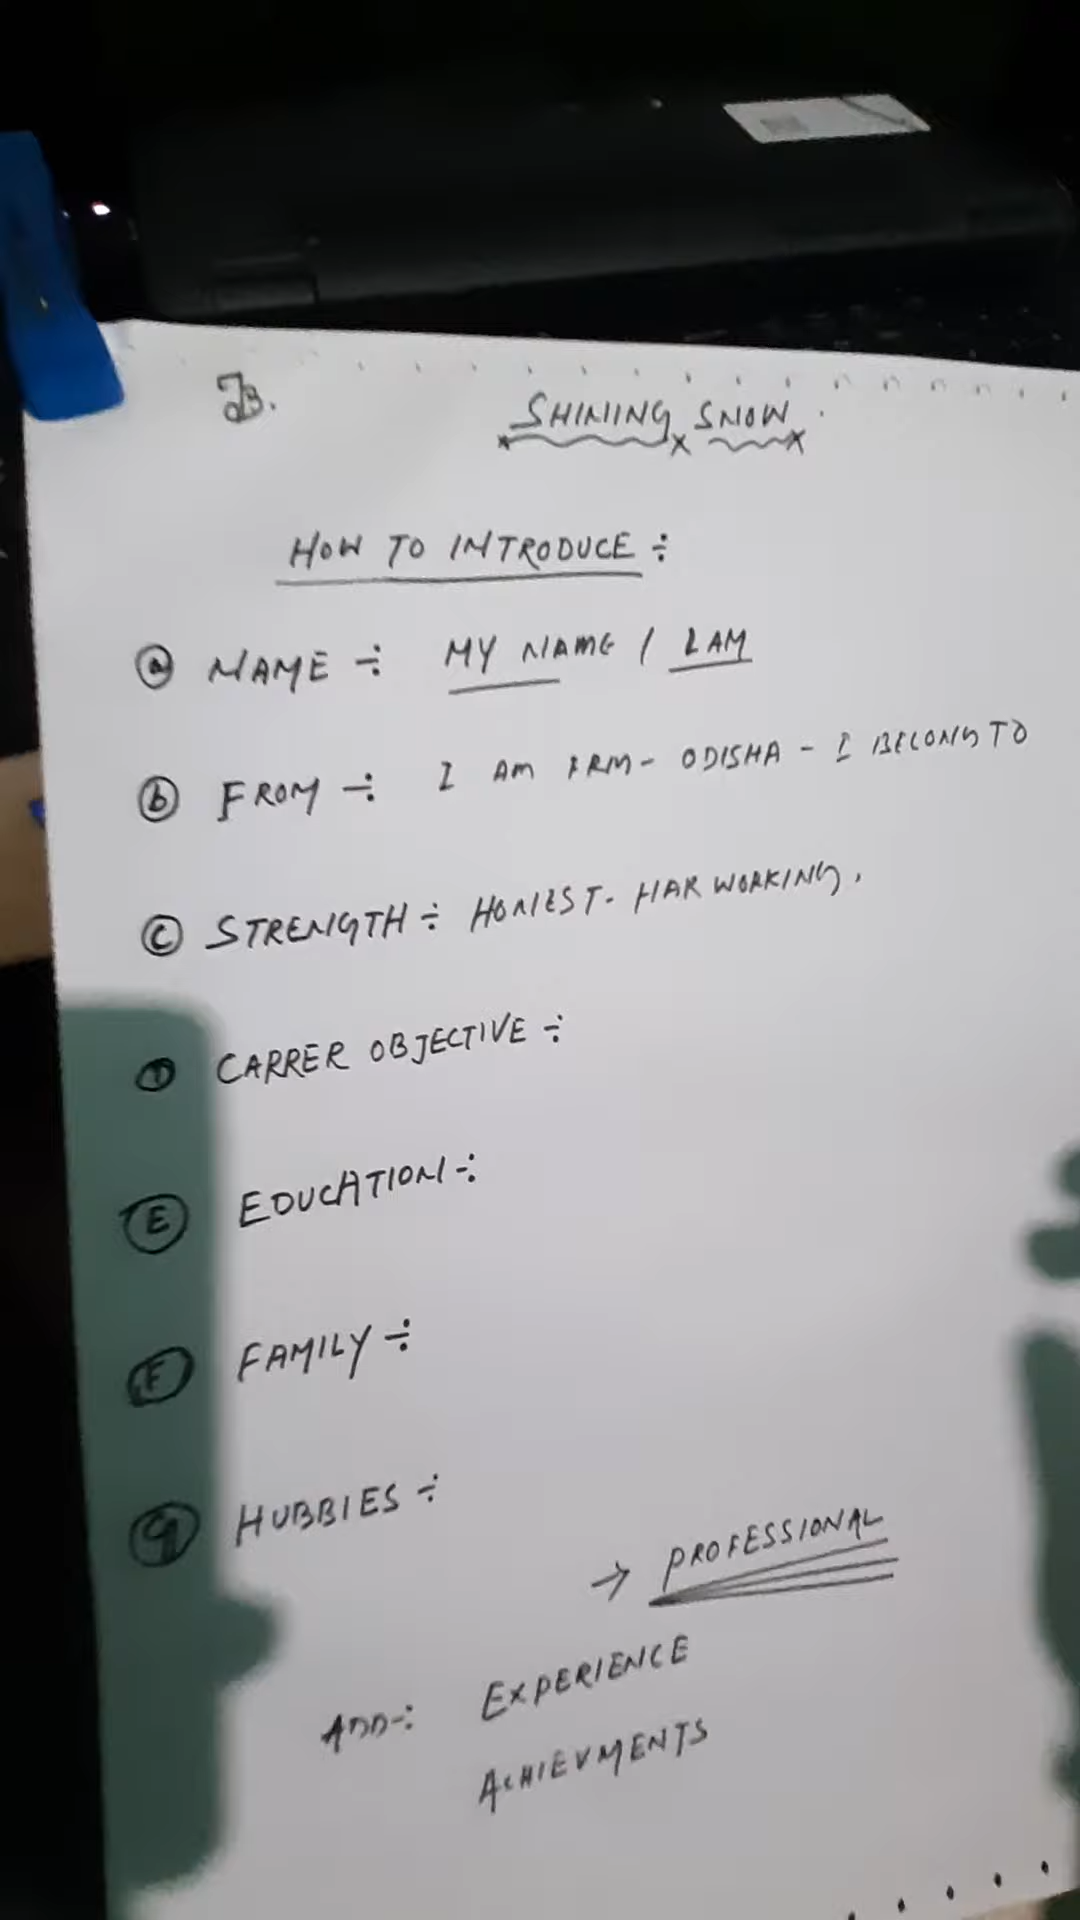 SHINING SNOW
HOW TO INTRODUCE ÷
(a) NAME ÷ MY NAME / I AM
(b) FROM ÷ I AM FRM - ODISHA - I BELONG TO
(C) STRENGTH ÷ HONEST - HAR WORKING,
CARRER OBJECTIVE ÷
(E) EDUCATION ÷
(F) FAMILY ÷
(G) HUBBIES ÷
→ PROFESSIONAL
ADD ÷ EXPERIENCE
ACHIEVMENTS